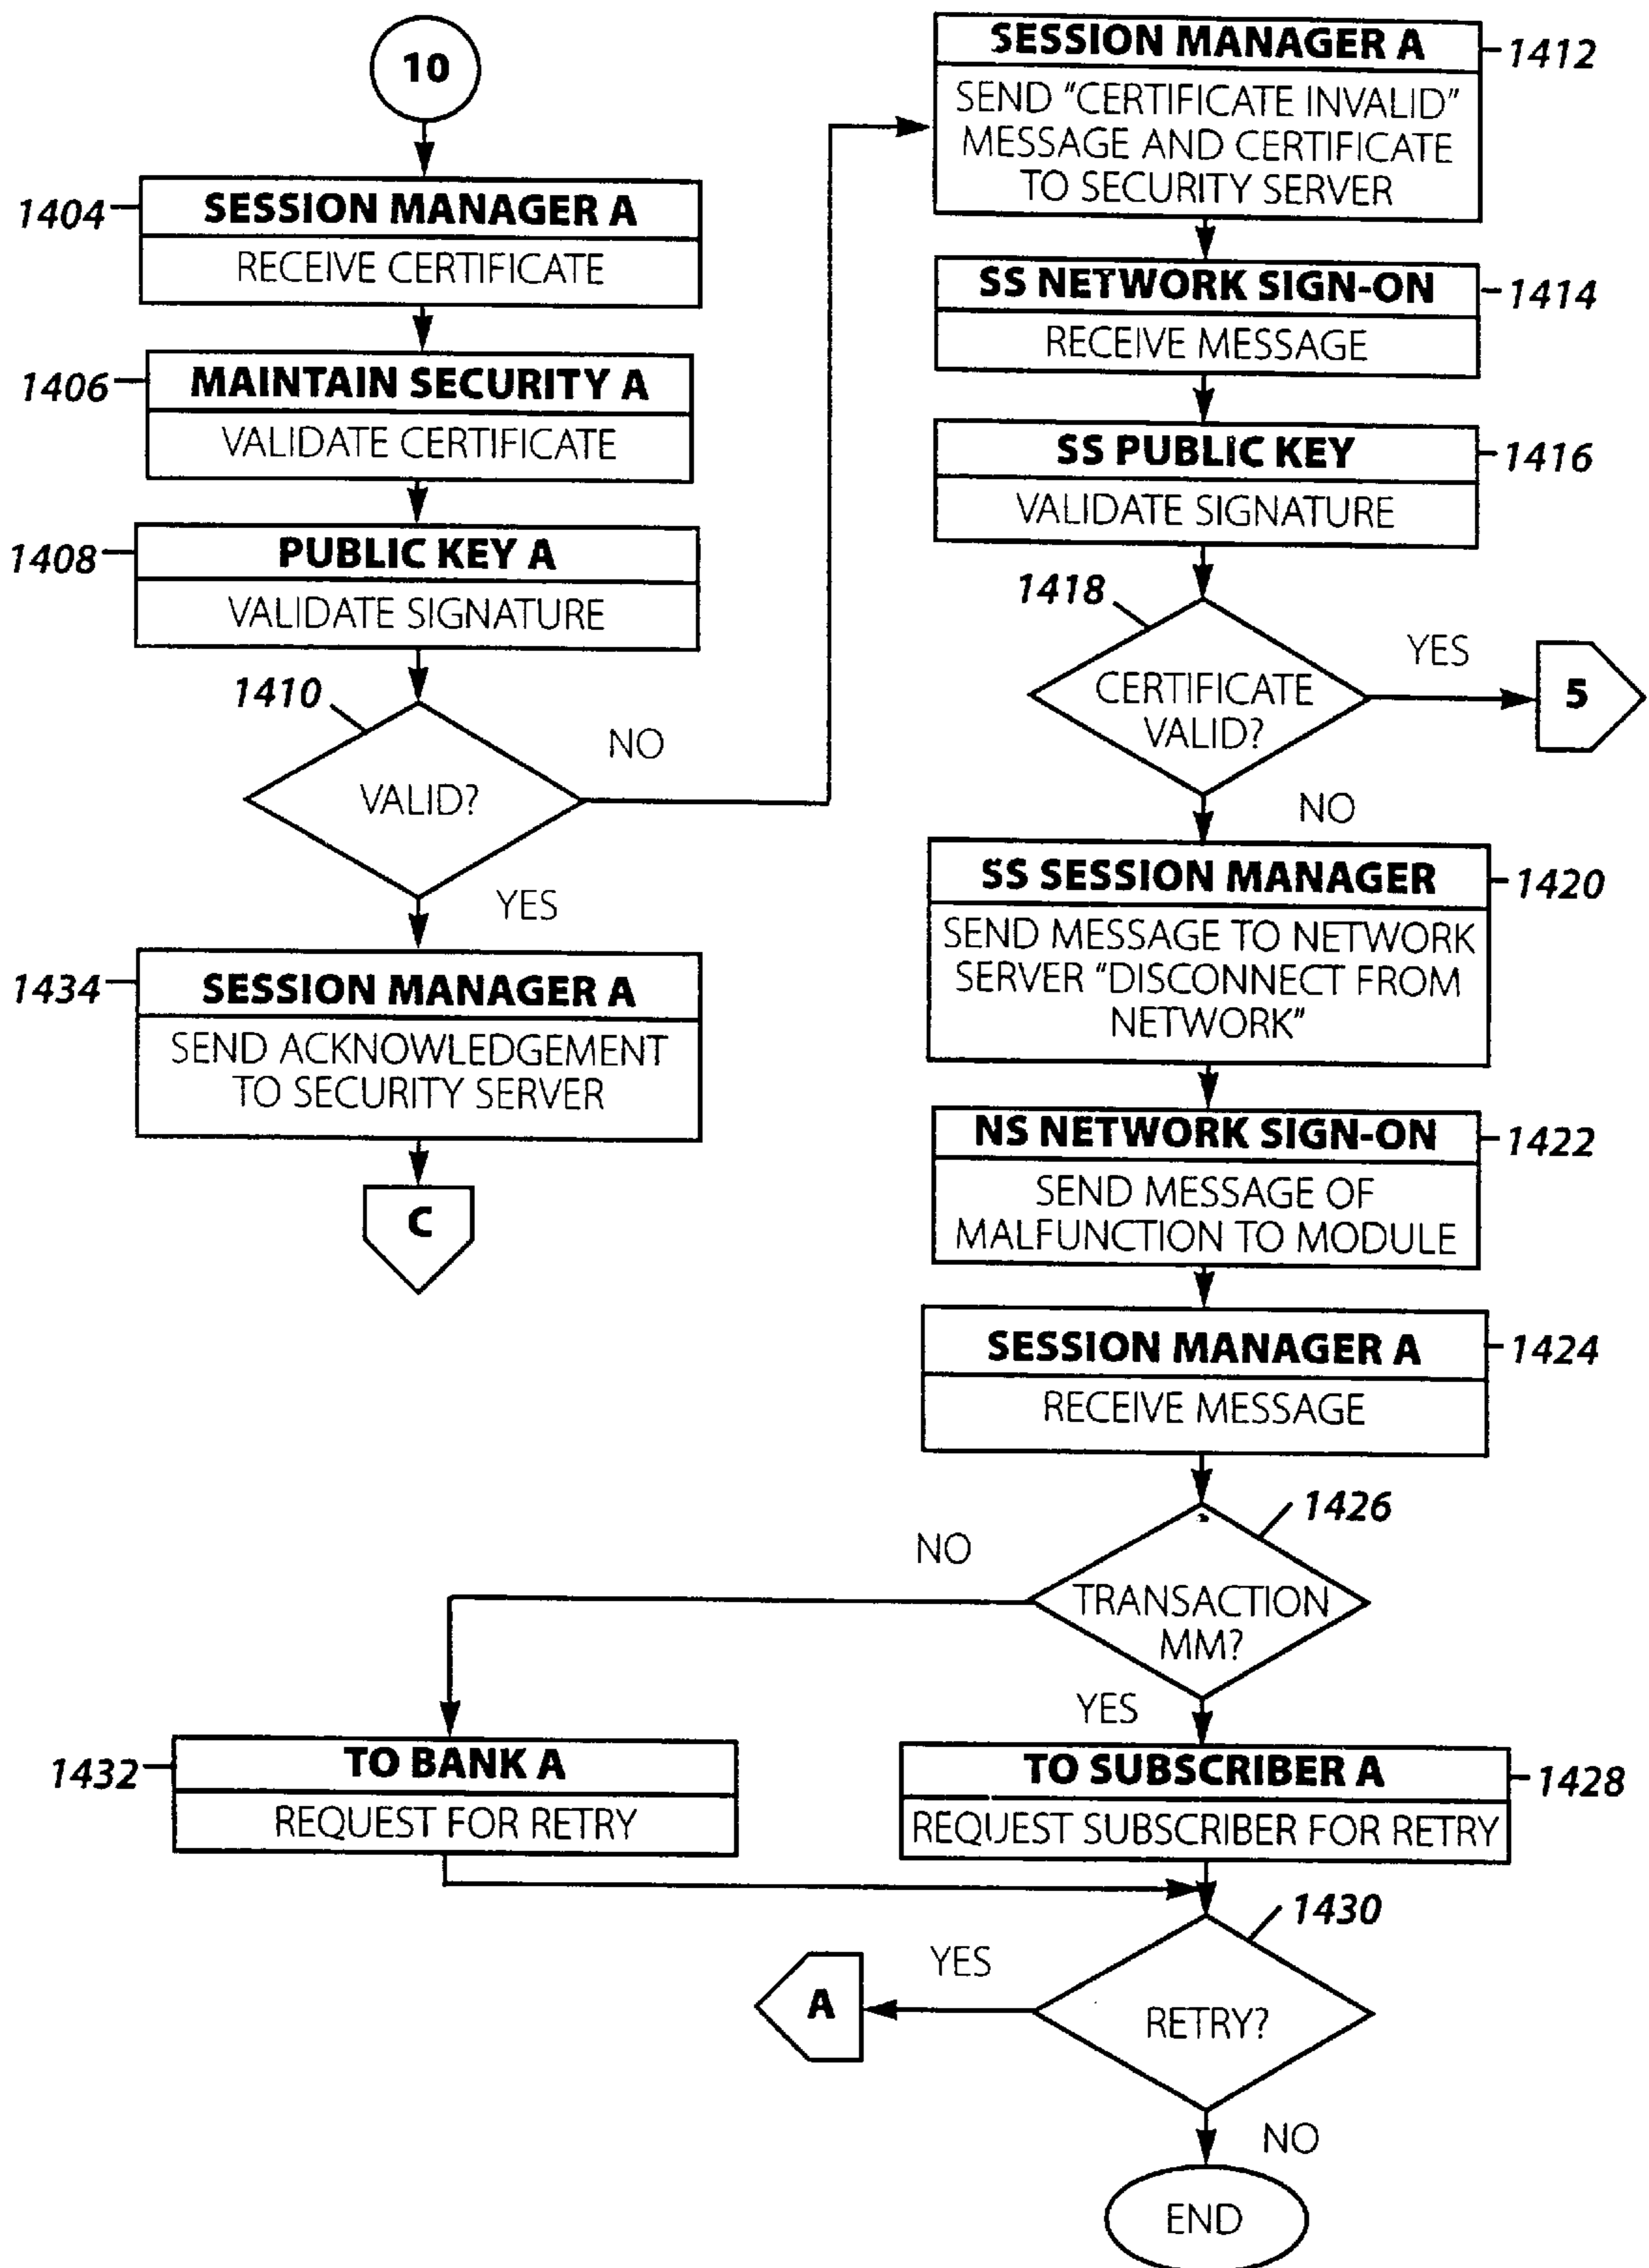 10
1404
SESSION MANAGER A
RECEIVE CERTIFICATE
1406
MAINTAIN SECURITY A
VALIDATE CERTIFICATE
1408
PUBLIC KEY A
VALIDATE SIGNATURE
1410
VALID?
NO
YES
1434
SESSION MANAGER A
SEND ACKNOWLEDGEMENT
TO SECURITY SERVER
C
SESSION MANAGER A
1412
SEND "CERTIFICATE INVALID"
MESSAGE AND CERTIFICATE
TO SECURITY SERVER
SS NETWORK SIGN-ON
1414
RECEIVE MESSAGE
SS PUBLIC KEY
1416
VALIDATE SIGNATURE
1418
CERTIFICATE
VALID?
YES
5
NO
SS SESSION MANAGER
1420
SEND MESSAGE TO NETWORK
SERVER "DISCONNECT FROM
NETWORK"
NS NETWORK SIGN-ON
1422
SEND MESSAGE OF
MALFUNCTION TO MODULE
SESSION MANAGER A
1424
RECEIVE MESSAGE
1426
TRANSACTION
MM?
NO
YES
1432
TO BANK A
REQUEST FOR RETRY
TO SUBSCRIBER A
1428
REQUEST SUBSCRIBER FOR RETRY
1430
RETRY?
YES
A
NO
END